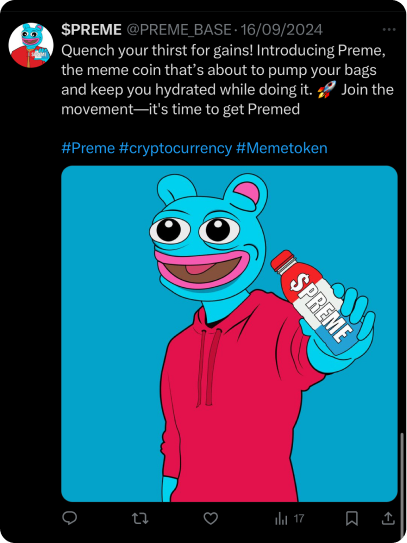 $PREME @PREME_BASE · 16/09/2024
Quench your thirst for gains! Introducing Preme,
the meme coin that’s about to pump your bags
and keep you hydrated while doing it. 🚀 Join the
movement—it's time to get Premed
#Preme #cryptocurrency #Memetoken
$PREME
17